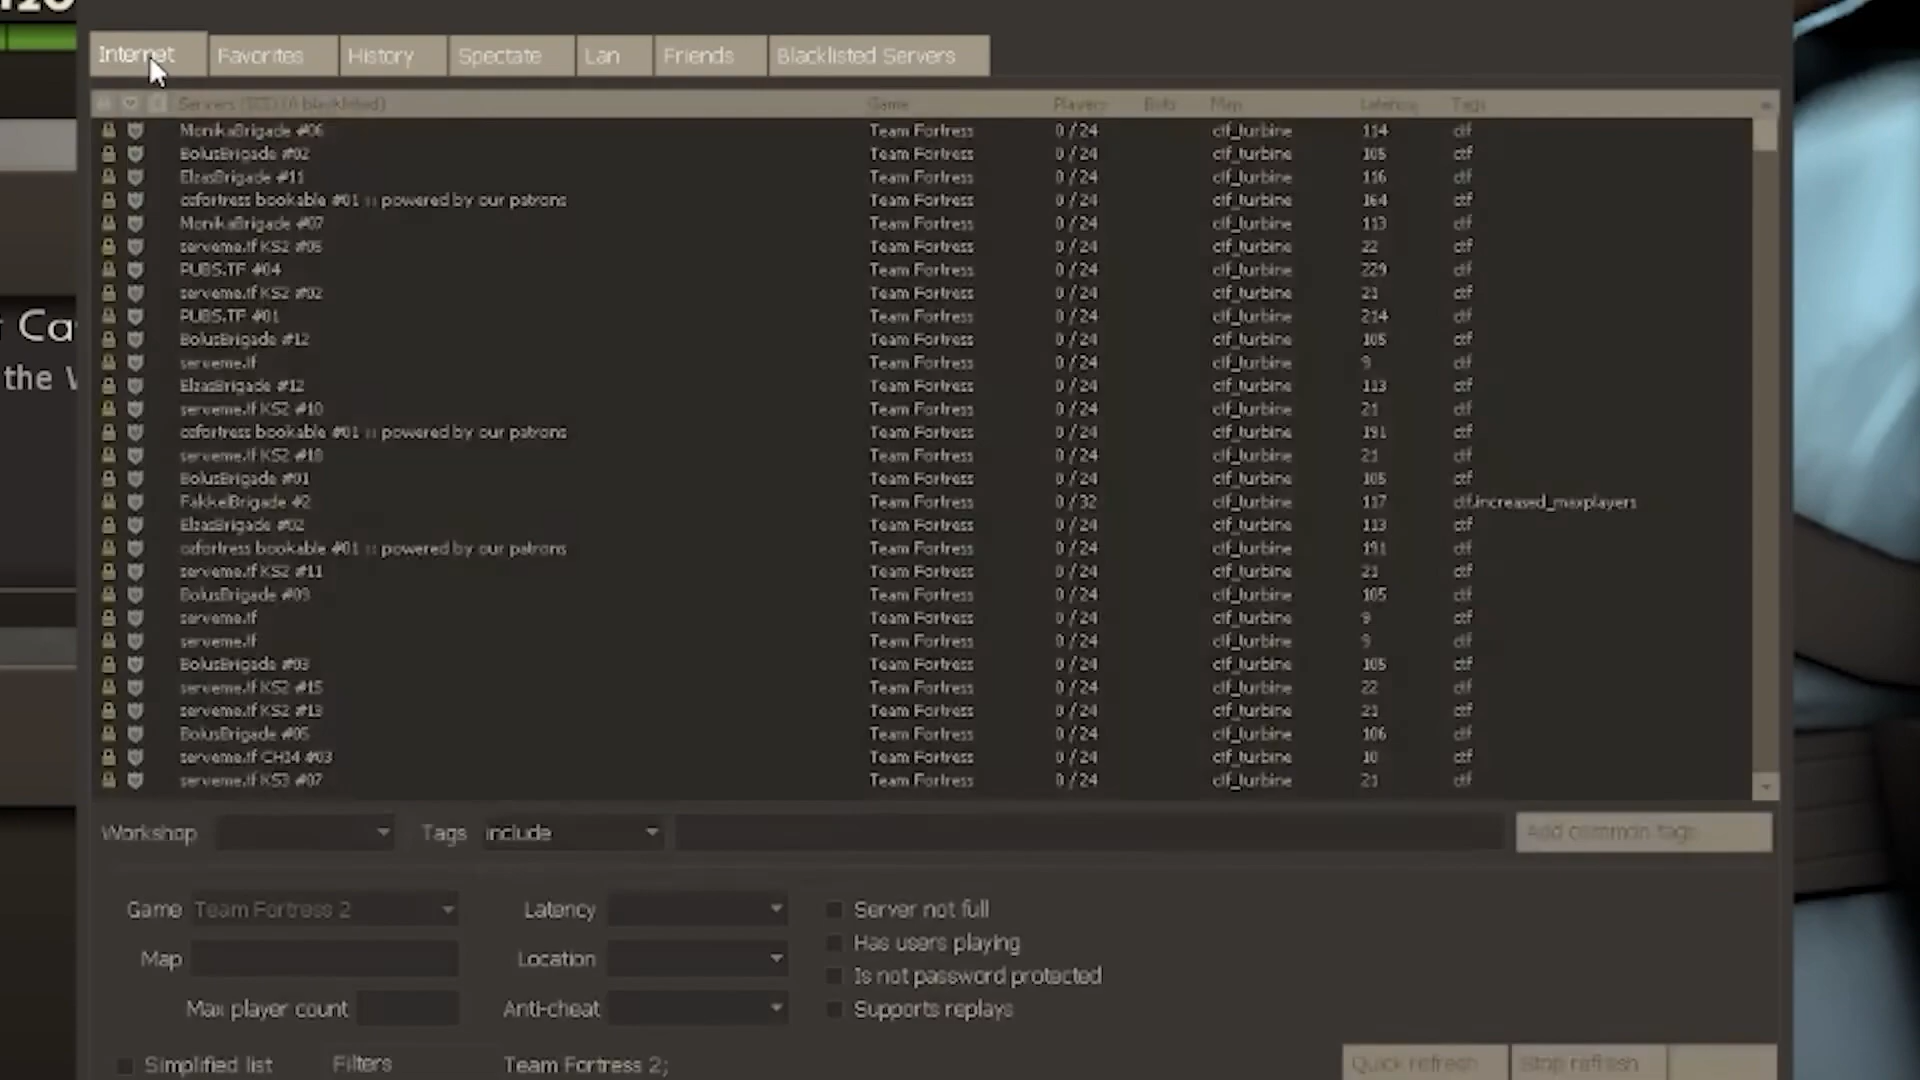 Internet Favorites History Spectate Lan Friends Blacklisted Servers
Game Players Bots Map Latency Tags
MonikaBrigade #06 Team Fortress 0 / 24 ctf_turbine 114 ctf
BolusBrigade #02 Team Fortress 0 / 24 ctf_turbine 105 ctf
ElzasBrigade #11 Team Fortress 0 / 24 ctf_turbine 116 ctf
ozfortress bookable #01 :: powered by our patrons Team Fortress 0 / 24 ctf_turbine 164 ctf
MonikaBrigade #07 Team Fortress 0 / 24 ctf_turbine 113 ctf
serveme.tf KS2 #05 Team Fortress 0 / 24 ctf_turbine 22 ctf
PUBS.TF #04 Team Fortress 0 / 24 ctf_turbine 229 ctf
serveme.tf KS2 #02 Team Fortress 0 / 24 ctf_turbine 21 ctf
PUBS.TF #01 Team Fortress 0 / 24 ctf_turbine 214 ctf
BolusBrigade #12 Team Fortress 0 / 24 ctf_turbine 105 ctf
serveme.tf Team Fortress 0 / 24 ctf_turbine 9 ctf
ElzasBrigade #12 Team Fortress 0 / 24 ctf_turbine 113 ctf
serveme.tf KS2 #10 Team Fortress 0 / 24 ctf_turbine 21 ctf
ozfortress bookable #01 :: powered by our patrons Team Fortress 0 / 24 ctf_turbine 191 ctf
serveme.tf KS2 #18 Team Fortress 0 / 24 ctf_turbine 21 ctf
BolusBrigade #01 Team Fortress 0 / 24 ctf_turbine 105 ctf
FakkelBrigade #2 Team Fortress 0 / 32 ctf_turbine 117 ctf,increased_maxplayers
ElzasBrigade #02 Team Fortress 0 / 24 ctf_turbine 113 ctf
ozfortress bookable #01 :: powered by our patrons Team Fortress 0 / 24 ctf_turbine 191 ctf
serveme.tf KS2 #11 Team Fortress 0 / 24 ctf_turbine 21 ctf
BolusBrigade #09 Team Fortress 0 / 24 ctf_turbine 105 ctf
serveme.tf Team Fortress 0 / 24 ctf_turbine 9 ctf
serveme.tf Team Fortress 0 / 24 ctf_turbine 9 ctf
BolusBrigade #03 Team Fortress 0 / 24 ctf_turbine 105 ctf
serveme.tf KS2 #15 Team Fortress 0 / 24 ctf_turbine 22 ctf
serveme.tf KS2 #13 Team Fortress 0 / 24 ctf_turbine 21 ctf
BolusBrigade #05 Team Fortress 0 / 24 ctf_turbine 106 ctf
serveme.tf CHI4 #03 Team Fortress 0 / 24 ctf_turbine 10 ctf
serveme.tf KS3 #07 Team Fortress 0 / 24 ctf_turbine 21 ctf
Ca
the
Workshop Tags include Add common tags
Game Team Fortress 2 Latency Server not full
Has users playing
Map Location
Is not password protected
Max player count Anti-cheat Supports replays
Simplified list Filters Team Fortress 2; Quick refresh Stop refresh